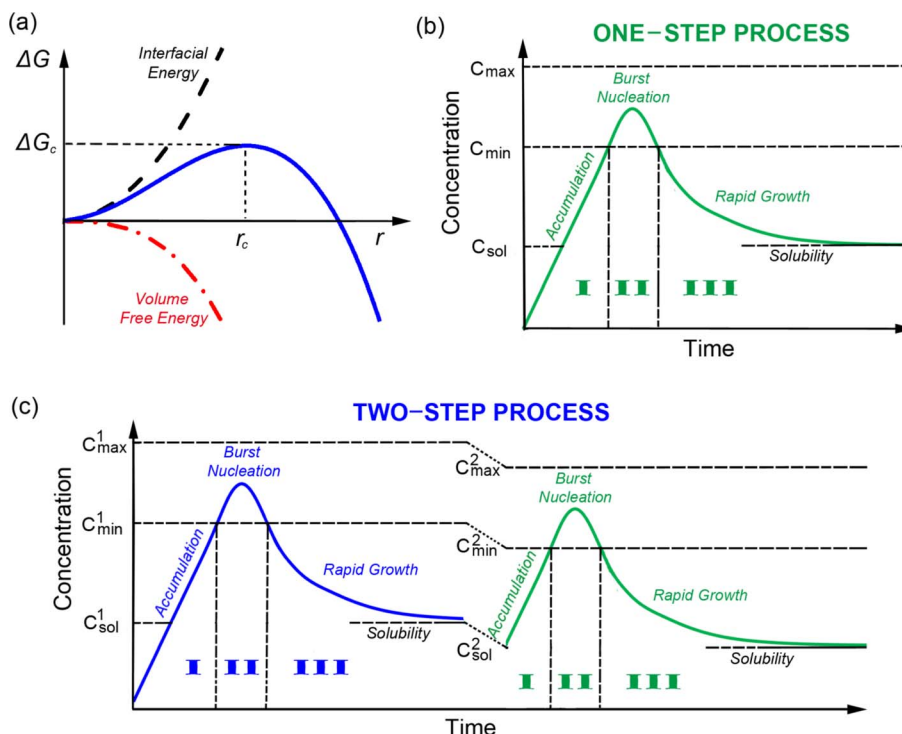 (a)
ΔG
Interfacial
Energy
ΔGc
rc
r
Volume
Free Energy
(b)
ONE−STEP PROCESS
Cmax
Burst
Nucleation
Cmin
Concentration
Accumulation
Rapid Growth
Csol
Solubility
I II III
Time
(c)
TWO−STEP PROCESS
C1max
Burst
Nucleation
C1min
Concentration
Accumulation
Rapid Growth
C1sol
Solubility
I II III
C2max
Burst
Nucleation
C2min
Accumulation
Rapid Growth
C2sol
Solubility
I II III
Time